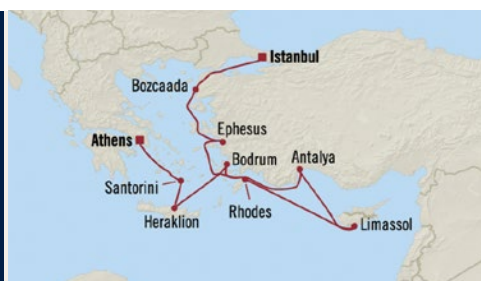 Istanbul
Bozcaada
Ephesus
Athens
Bodrum
Antalya
Santorini
Heraklion
Rhodes
Limassol